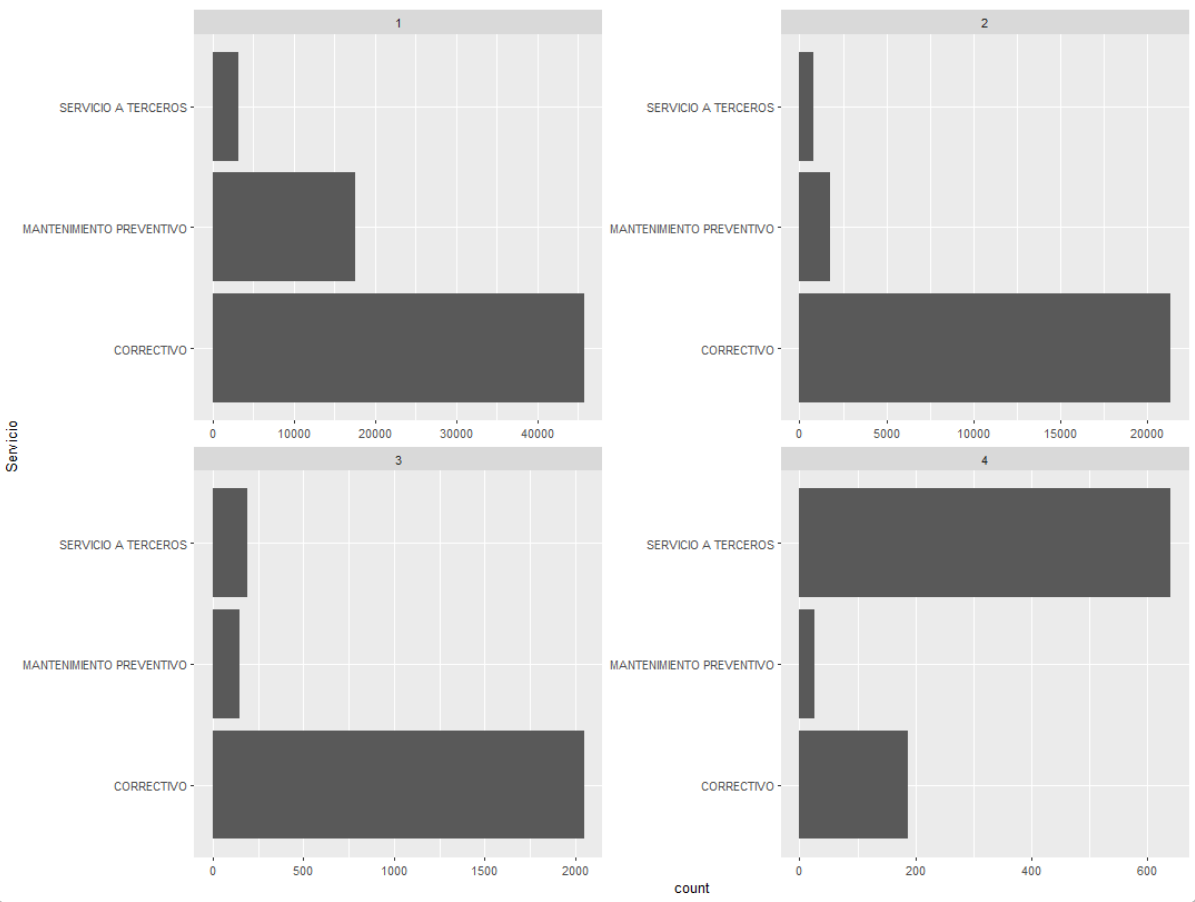 1
SERVICIO A TERCEROS
MANTENIMIENTO PREVENTIVO
CORRECTIVO
0 10000 20000 30000 40000
2
SERVICIO A TERCEROS
MANTENIMIENTO PREVENTIVO
CORRECTIVO
0 5000 10000 15000 20000
Servicio
3
SERVICIO A TERCEROS
MANTENIMIENTO PREVENTIVO
CORRECTIVO
0 500 1000 1500 2000
4
SERVICIO A TERCEROS
MANTENIMIENTO PREVENTIVO
CORRECTIVO
0 200 400 600
count